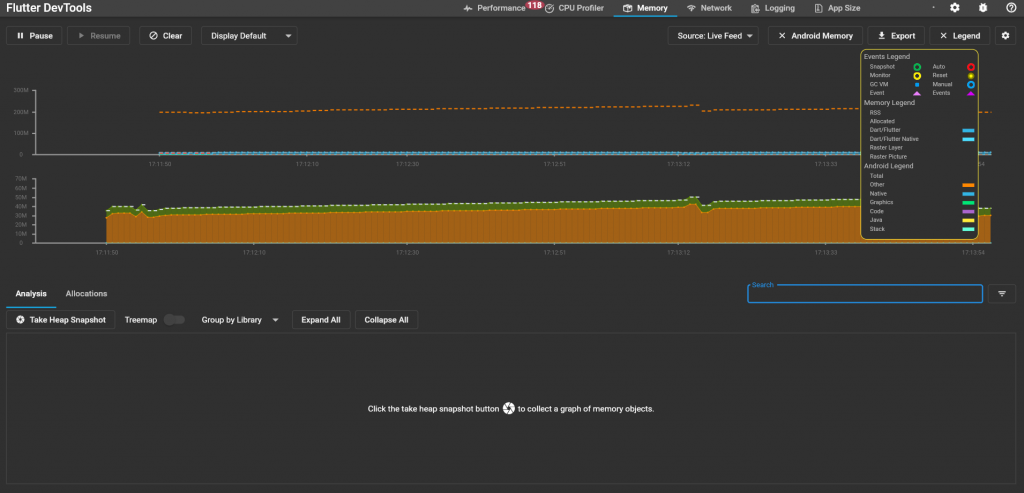 Flutter DevTools
Performance 118 CPU Profiler Memory Network Logging App Size
Pause Resume Clear Display Default Source: Live Feed Android Memory Export Legend
Events Legend
Snapshot Auto
Monitor Reset
GC VM Manual
Event Events
Memory Legend
RSS
Allocated
Dart/Flutter
Dart/Flutter Native
Raster Layer
Raster Picture
Android Legend
Total
Other
Native
Graphics
Code
Java
Stack
300M
200M
100M
0
17:11:50 17:12:10 17:12:30 17:12:51 17:13:12 17:13:33 17:13:54
70M
60M
50M
40M
30M
20M
10M
0
17:11:50 17:12:10 17:12:30 17:12:51 17:13:12 17:13:33 17:13:54
Analysis Allocations
Search
Take Heap Snapshot Treemap Group by Library Expand All Collapse All
Click the take heap snapshot button to collect a graph of memory objects.